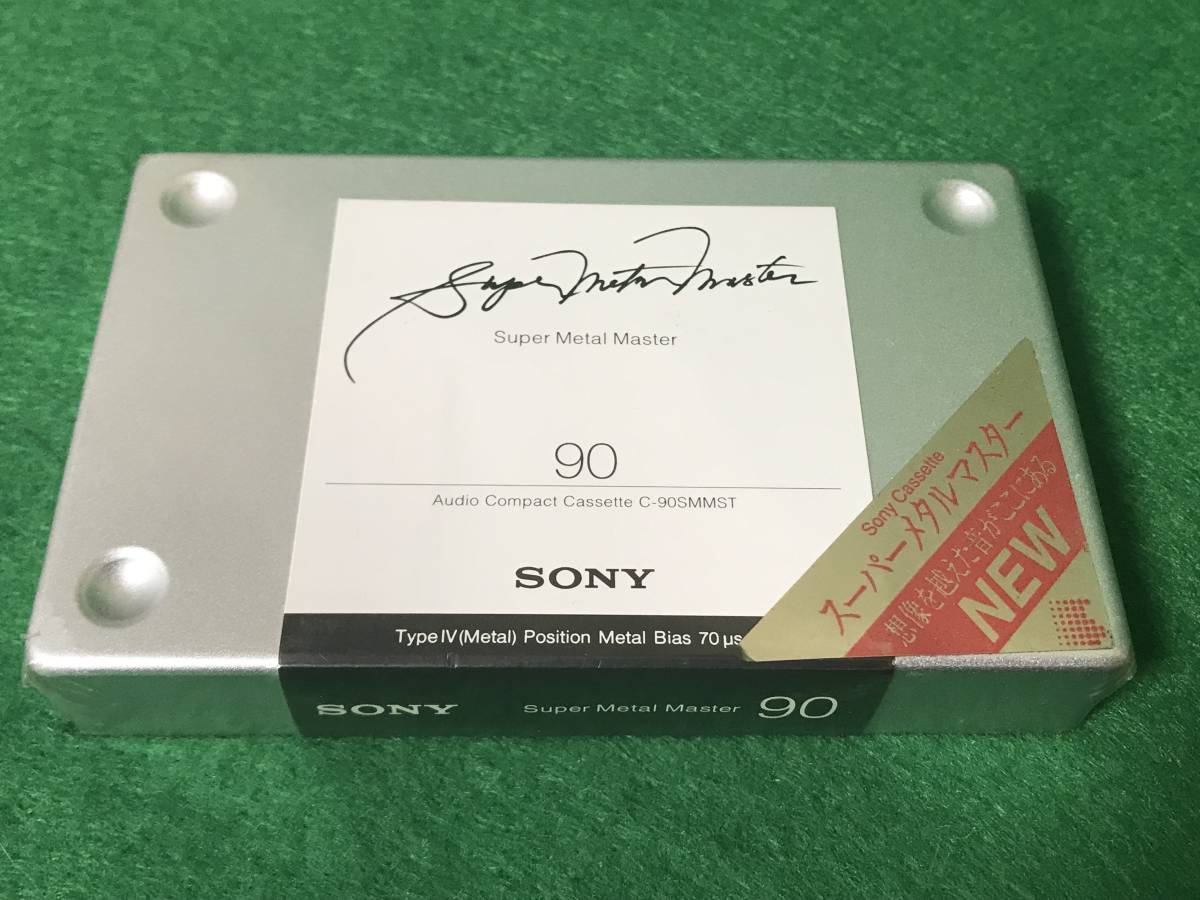 Super Metal Master
Super Metal Master
90
Audio Compact Cassette C-90SMMST
SONY
Type IV (Metal) Position Metal Bias 70 µs
SONY Super Metal Master 90
Sony Cassette
スーパーメタルマスター
想像を越えた音がここにある
NEW